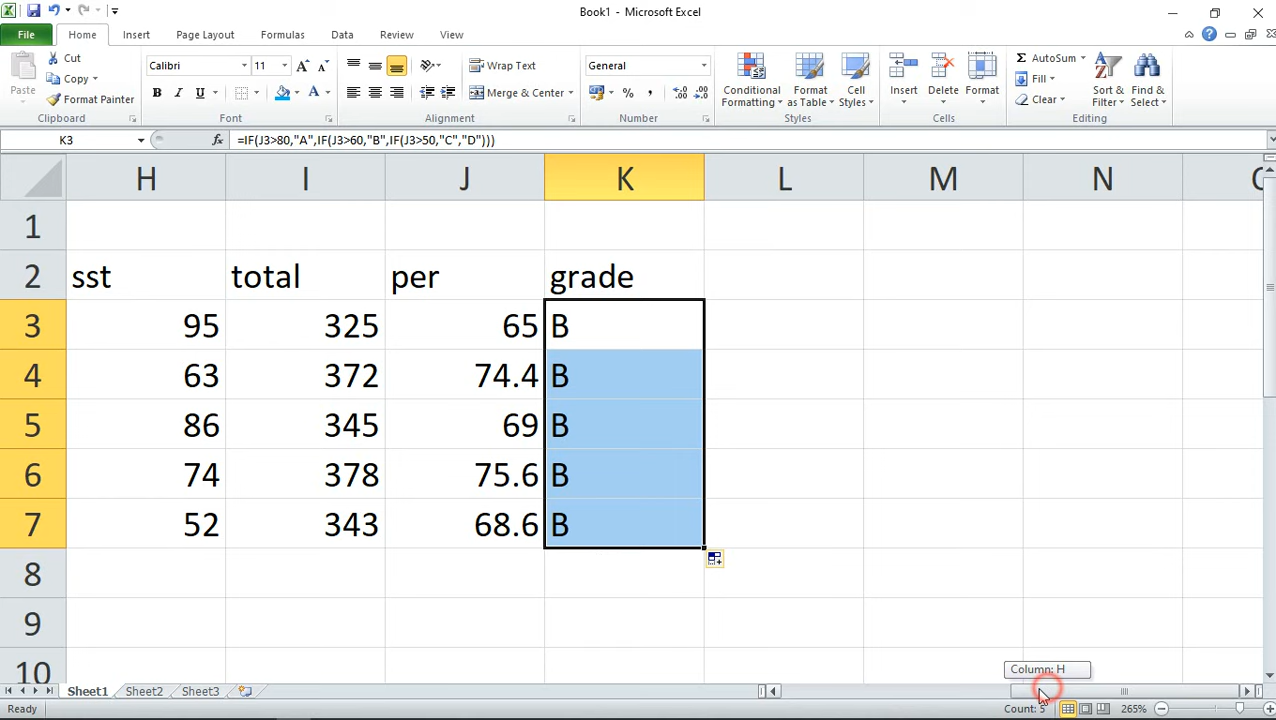 Book1 - Microsoft Excel
File Home Insert Page Layout Formulas Data Review View
Paste
Cut
Copy
Format Painter
Clipboard
Calibri 11
B I U A
Font
Wrap Text
Merge & Center
Alignment
General
% , .0 .00
Number
Conditional Formatting
Format as Table
Cell Styles
Styles
Insert Delete Format
Cells
Σ AutoSum
Fill
Clear
Sort & Filter
Find & Select
Editing
K3 fx =IF(J3>80,"A",IF(J3>60,"B",IF(J3>50,"C","D")))
H I J K L M N
1
2 sst total per grade
3 95 325 65 B
4 63 372 74.4 B
5 86 345 69 B
6 74 378 75.6 B
7 52 343 68.6 B
8
9
10
Column: H
Sheet1 Sheet2 Sheet3
Ready Count: 5 265%